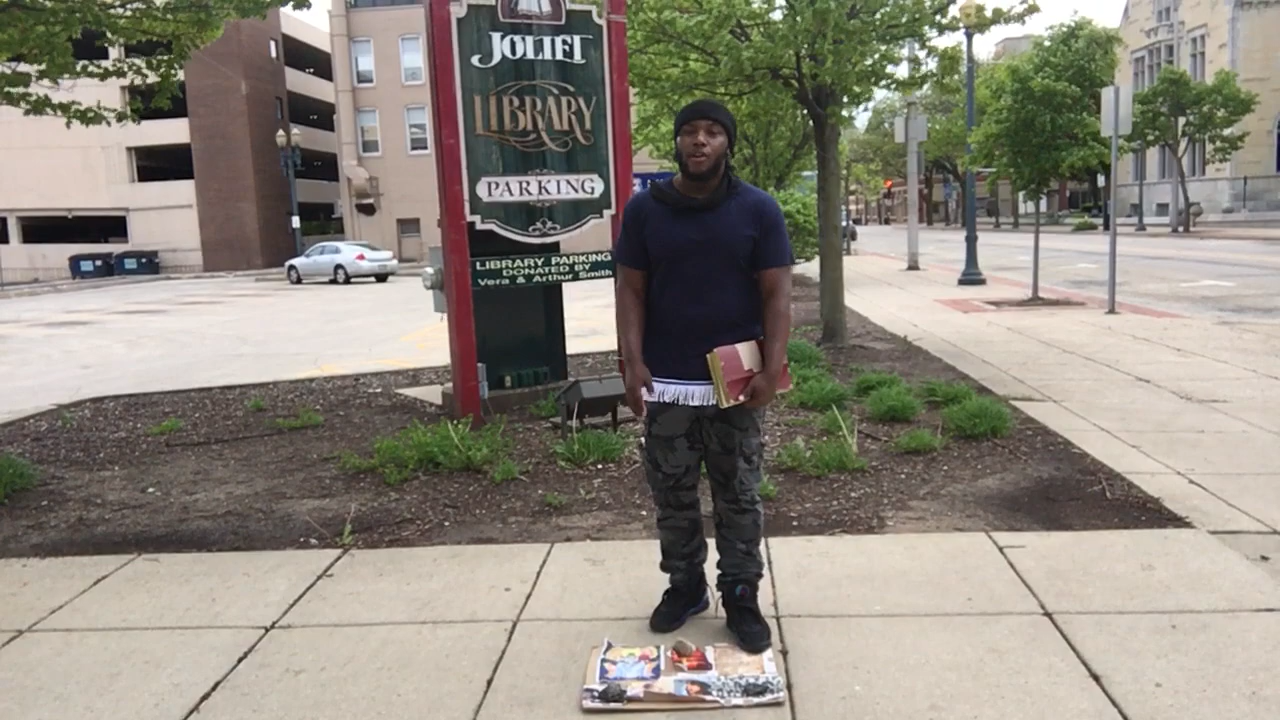 JOLIET
LIBRARY
PARKING
LIBRARY PARKING
DONATED BY
Vera & Arthur Smith